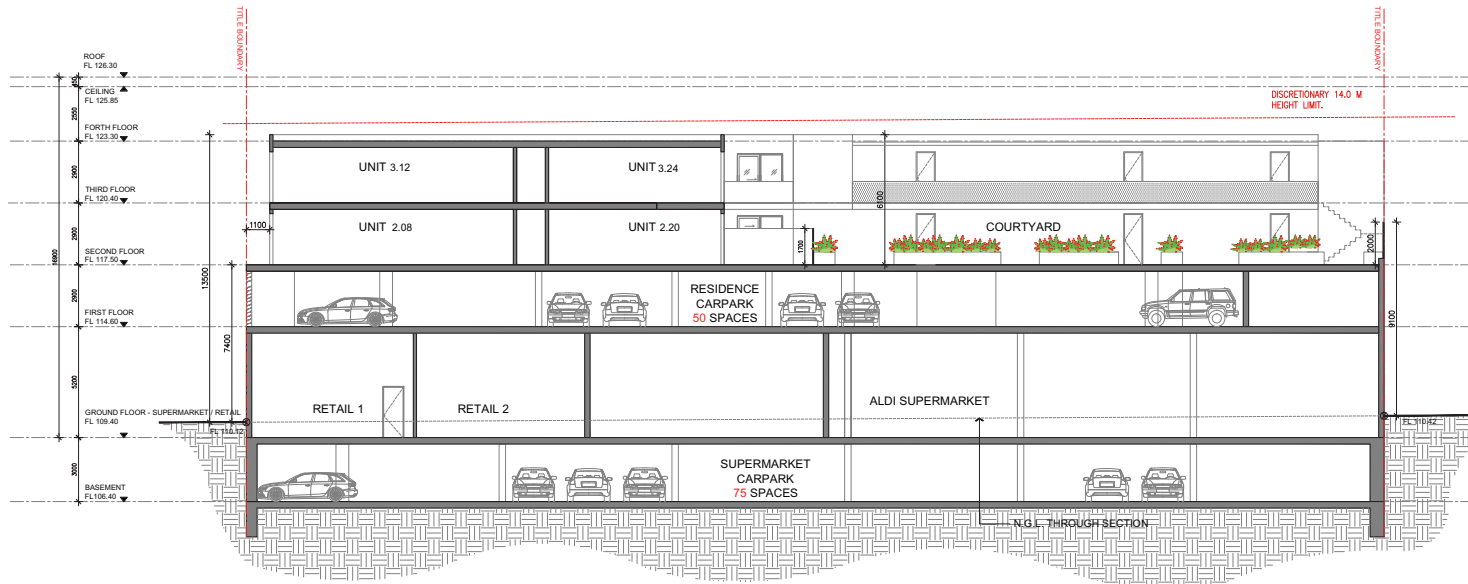 TITLE BOUNDARY
TITLE BOUNDARY
ROOF
FL 126.30
450
CEILING
FL 125.85
DISCRETIONARY 14.0 M
HEIGHT LIMIT.
2550
FORTH FLOOR
FL 123.30
UNIT 3.12
UNIT 3.24
2900
THIRD FLOOR
FL 120.40
6100
1100
UNIT 2.08
UNIT 2.20
COURTYARD
2900
1700
2000
SECOND FLOOR
FL 117.50
16900
13500
RESIDENCE
CARPARK
50 SPACES
2900
FIRST FLOOR
FL 114.60
9100
7400
5200
RETAIL 1
RETAIL 2
ALDI SUPERMARKET
GROUND FLOOR - SUPERMARKET / RETAIL
FL 109.40
FL 110.12
FL 110.42
3000
SUPERMARKET
CARPARK
75 SPACES
BASEMENT
FL106.40
N.G.L. THROUGH SECTION